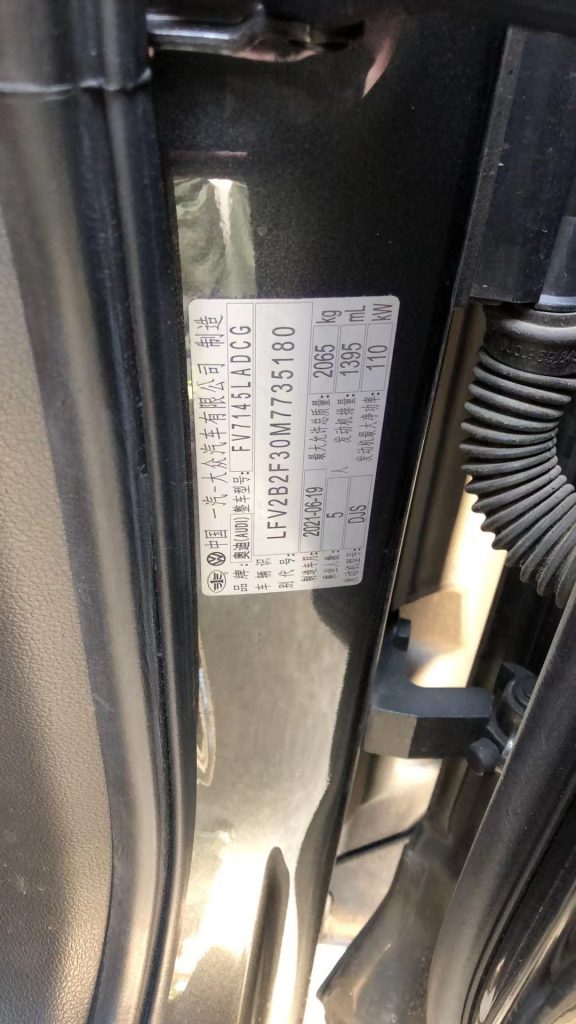 中国 一汽-大众汽车有限公司 制造
品牌: 奥迪(AUDI) 整车型号: FV7145LADCG
车辆识别代号: LFV2B2F30M7735180
制造年月: 2021-06-19 最大允许总质量: 2065 kg
乘坐人数: 5 人 发动机排量: 1395 mL
发动机型号: DJS 发动机最大净功率: 110 kW